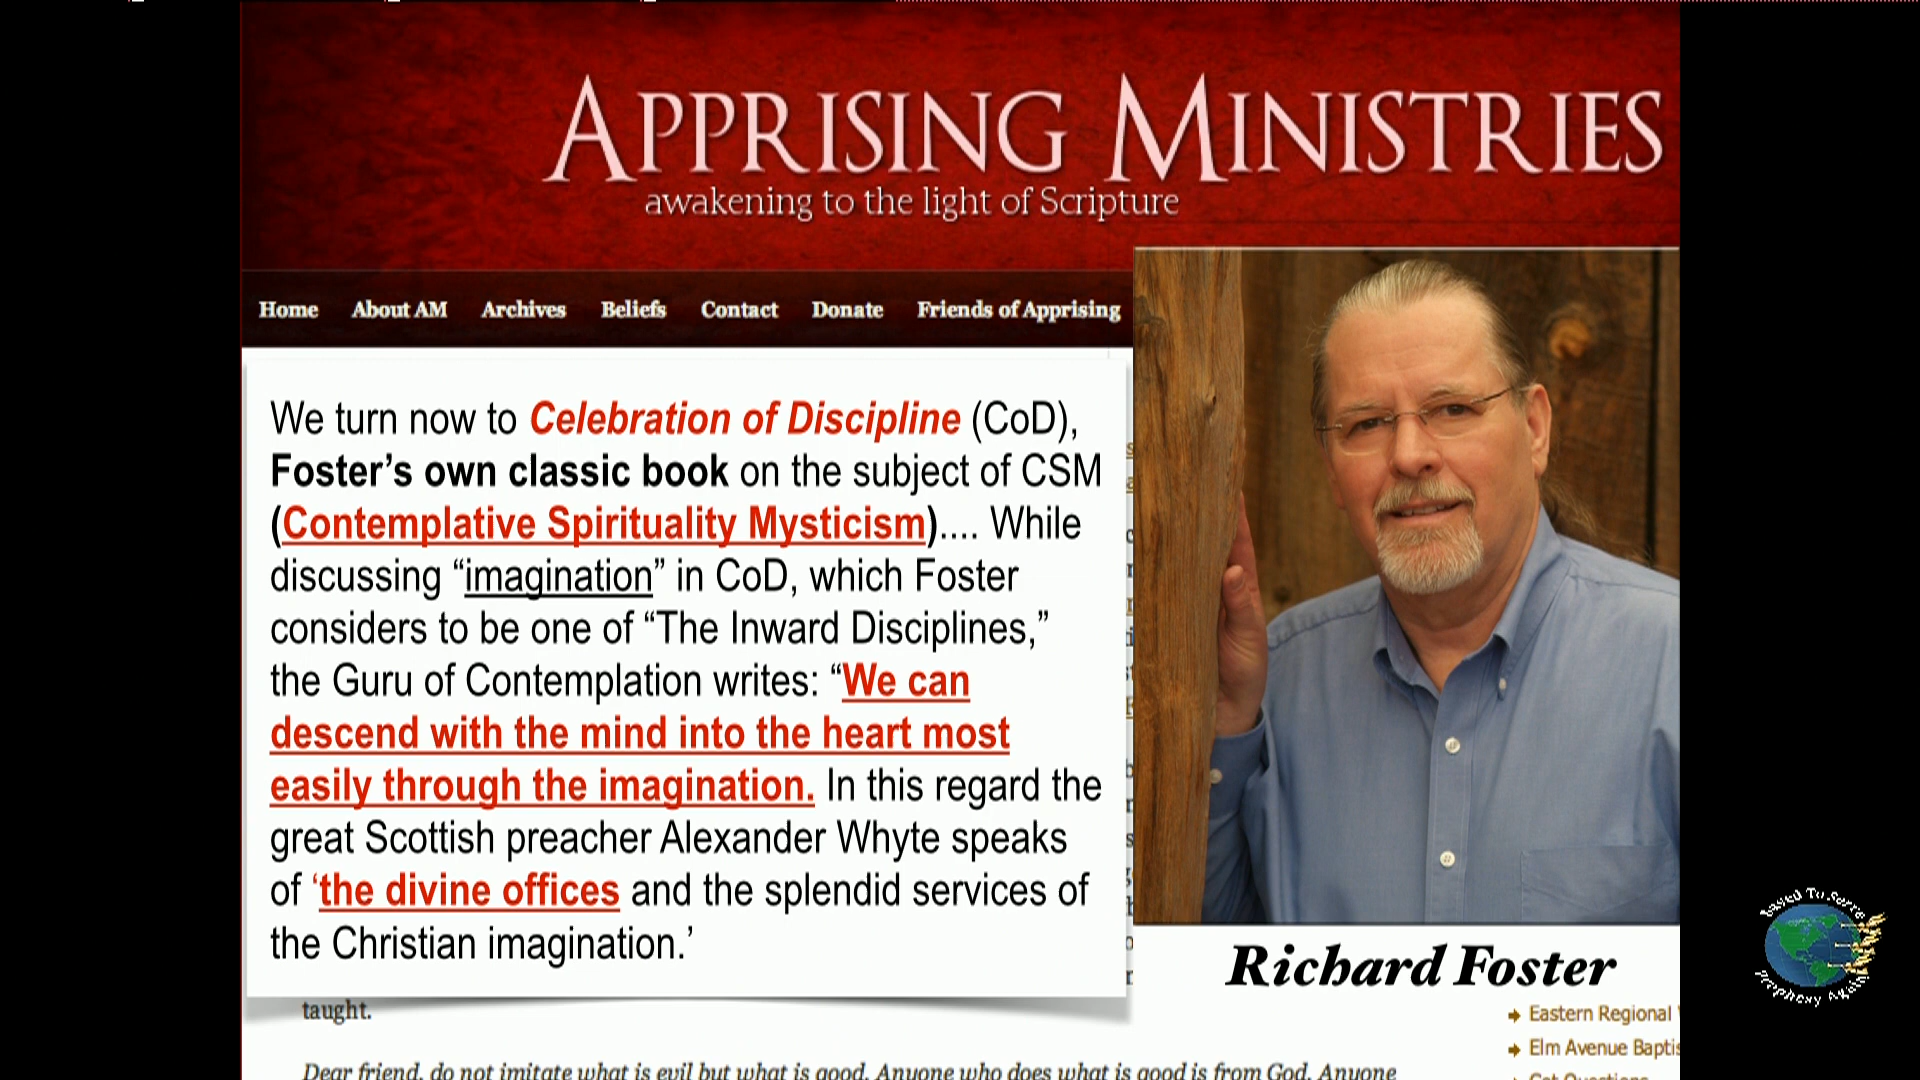 APPRISING MINISTRIES
awakening to the light of Scripture
Home About AM Archives Beliefs Contact Donate Friends of Apprising
We turn now to Celebration of Discipline (CoD),
Foster’s own classic book on the subject of CSM
(Contemplative Spirituality Mysticism).... While
discussing “imagination” in CoD, which Foster
considers to be one of “The Inward Disciplines,”
the Guru of Contemplation writes: “We can
descend with the mind into the heart most
easily through the imagination. In this regard the
great Scottish preacher Alexander Whyte speaks
of ‘the divine offices and the splendid services of
the Christian imagination.’
Richard Foster
taught.
Eastern Regional
Elm Avenue
Dear friend, do not imitate what is evil but what is good. Anyone who does what is good is from God. Anyone
To Serve
Prophecy Again